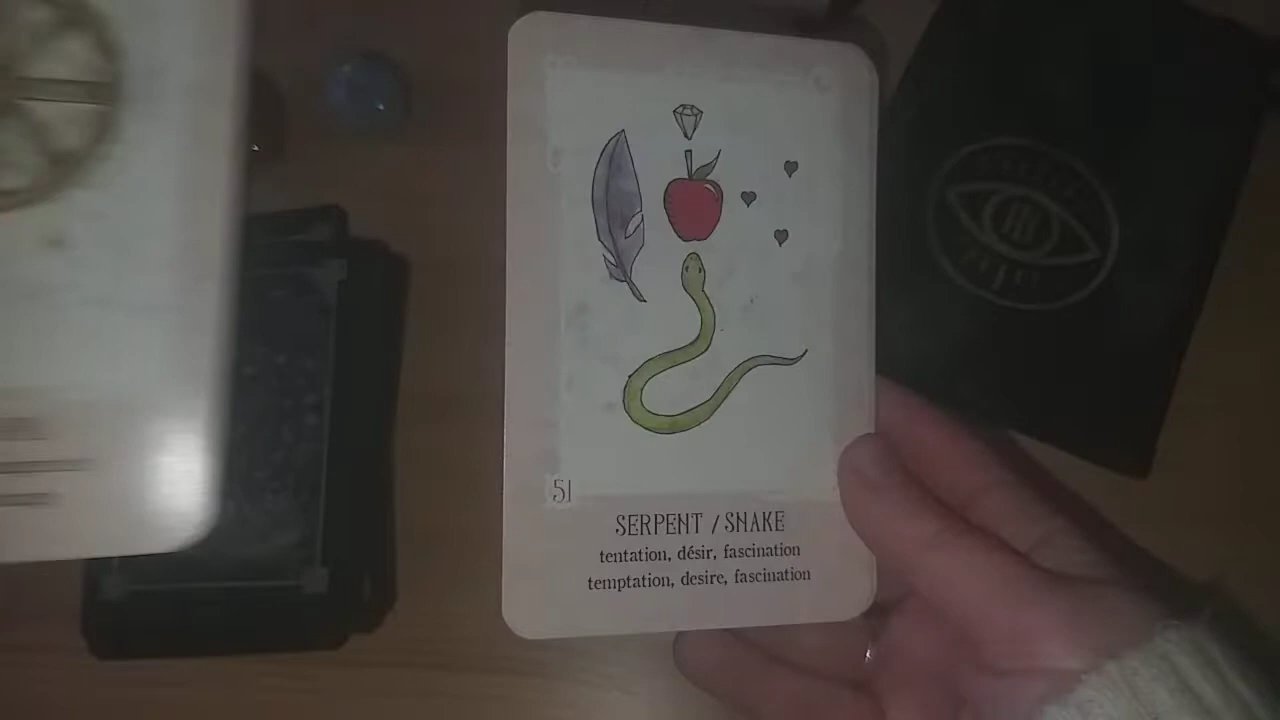 51
SERPENT / SNAKE
tentation, désir, fascination
temptation, desire, fascination